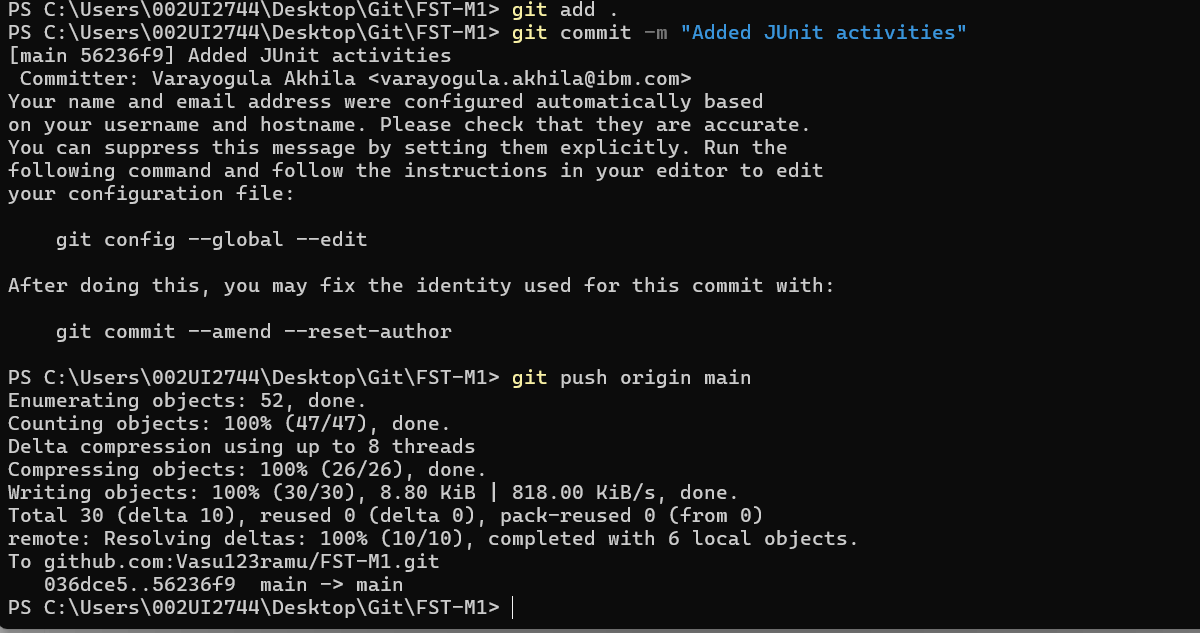 PS C:\Users\002UI2744\Desktop\Git\FST-M1> git add .
PS C:\Users\002UI2744\Desktop\Git\FST-M1> git commit -m "Added JUnit activities"
[main 56236f9] Added JUnit activities
 Committer: Varayogula Akhila <varayogula.akhila@ibm.com>
Your name and email address were configured automatically based
on your username and hostname. Please check that they are accurate.
You can suppress this message by setting them explicitly. Run the
following command and follow the instructions in your editor to edit
your configuration file:

    git config --global --edit

After doing this, you may fix the identity used for this commit with:

    git commit --amend --reset-author

PS C:\Users\002UI2744\Desktop\Git\FST-M1> git push origin main
Enumerating objects: 52, done.
Counting objects: 100% (47/47), done.
Delta compression using up to 8 threads
Compressing objects: 100% (26/26), done.
Writing objects: 100% (30/30), 8.80 KiB | 818.00 KiB/s, done.
Total 30 (delta 10), reused 0 (delta 0), pack-reused 0 (from 0)
remote: Resolving deltas: 100% (10/10), completed with 6 local objects.
To github.com:Vasu123ramu/FST-M1.git
   036dce5..56236f9  main -> main
PS C:\Users\002UI2744\Desktop\Git\FST-M1>